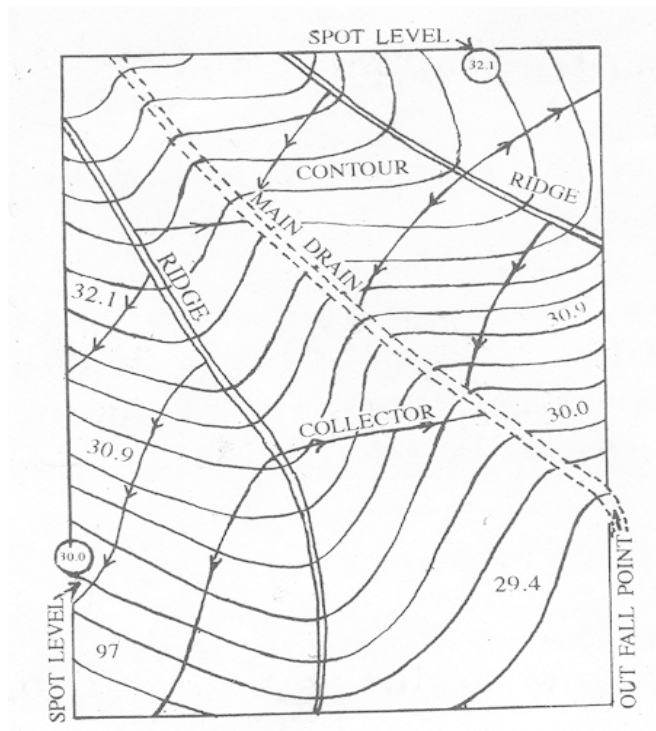 SPOT LEVEL
32.1
CONTOUR
RIDGE
MAIN DRAIN
RIDGE
32.1
30.9
30.0
COLLECTOR
30.9
30.0
29.4
97
SPOT LEVEL
OUT FALL POINT